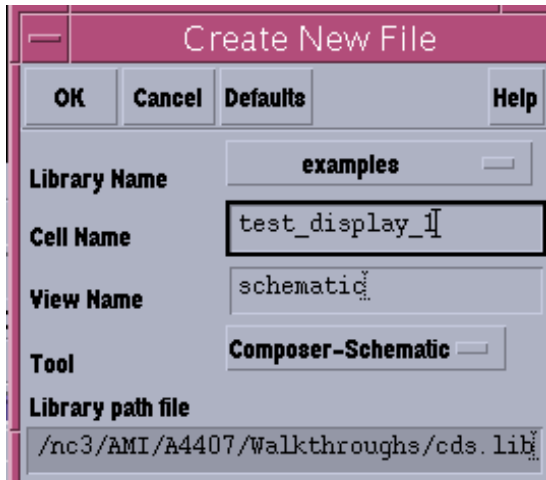 Create New File
OK Cancel Defaults Help
Library Name examples
Cell Name test_display_1
View Name schematic
Tool Composer-Schematic
Library path file
/nc3/AMI/A4407/Walkthroughs/cds.lib